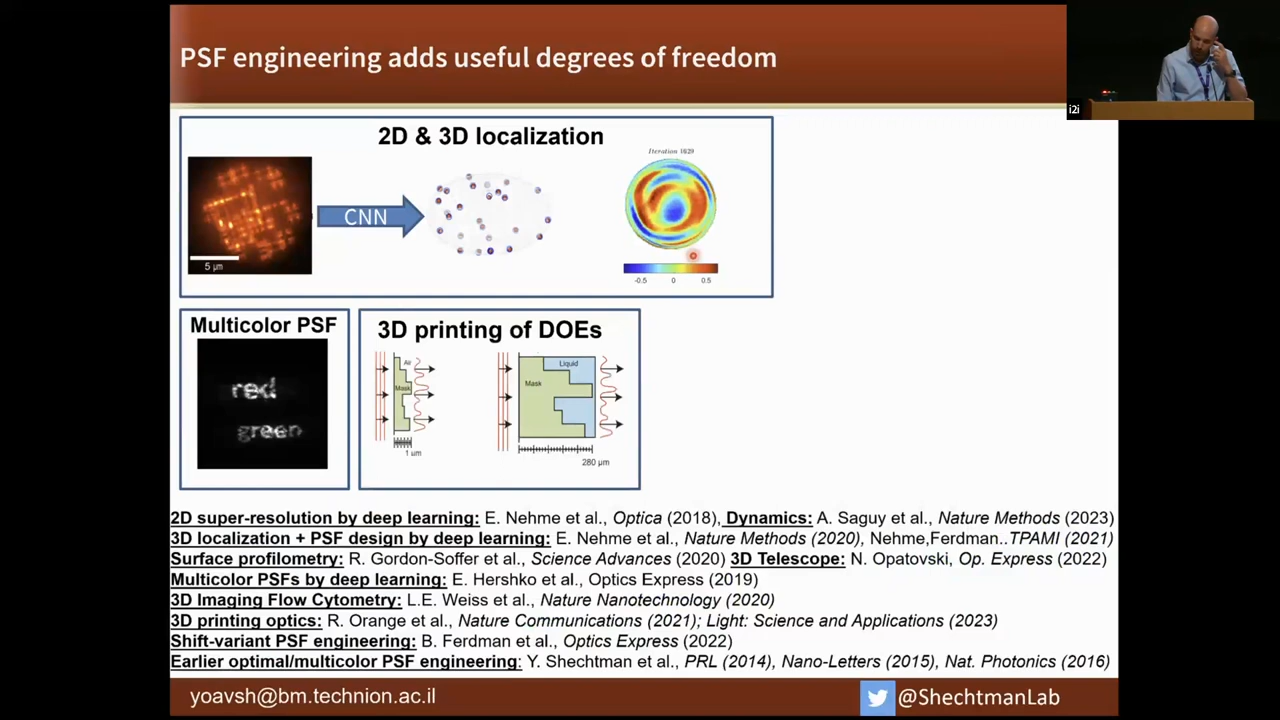 PSF engineering adds useful degrees of freedom
i2i
2D & 3D localization
Iteration 1629
CNN
5 µm
-0.5 0 0.5
Multicolor PSF
red
green
3D printing of DOEs
Air
Mask
1 um
Liquid
Mask
280 µm
2D super-resolution by deep learning: E. Nehme et al., Optica (2018), Dynamics: A. Saguy et al., Nature Methods (2023)
3D localization + PSF design by deep learning: E. Nehme et al., Nature Methods (2020), Nehme,Ferdman..TPAMI (2021)
Surface profilometry: R. Gordon-Soffer et al., Science Advances (2020) 3D Telescope: N. Opatovski, Op. Express (2022)
Multicolor PSFs by deep learning: E. Hershko et al., Optics Express (2019)
3D Imaging Flow Cytometry: L.E. Weiss et al., Nature Nanotechnology (2020)
3D printing optics: R. Orange et al., Nature Communications (2021); Light: Science and Applications (2023)
Shift-variant PSF engineering: B. Ferdman et al., Optics Express (2022)
Earlier optimal/multicolor PSF engineering: Y. Shechtman et al., PRL (2014), Nano-Letters (2015), Nat. Photonics (2016)
yoavsh@bm.technion.ac.il
@ShechtmanLab